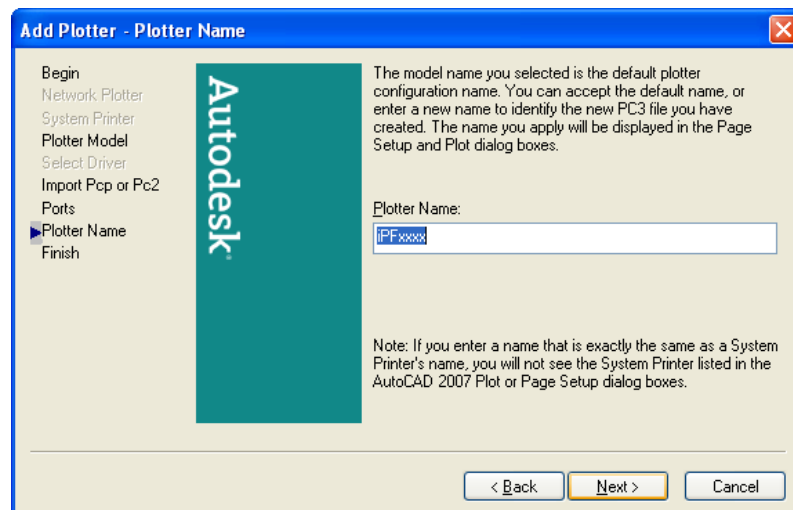 Add Plotter - Plotter Name
Begin
Network Plotter
System Printer
Plotter Model
Select Driver
Import Pcp or Pc2
Ports
Plotter Name
Finish
Autodesk
The model name you selected is the default plotter
configuration name. You can accept the default name, or
enter a new name to identify the new PC3 file you have
created. The name you apply will be displayed in the Page
Setup and Plot dialog boxes.
Plotter Name:
iPFxxxx
Note: If you enter a name that is exactly the same as a System
Printer's name, you will not see the System Printer listed in the
AutoCAD 2007 Plot or Page Setup dialog boxes.
< Back
Next >
Cancel